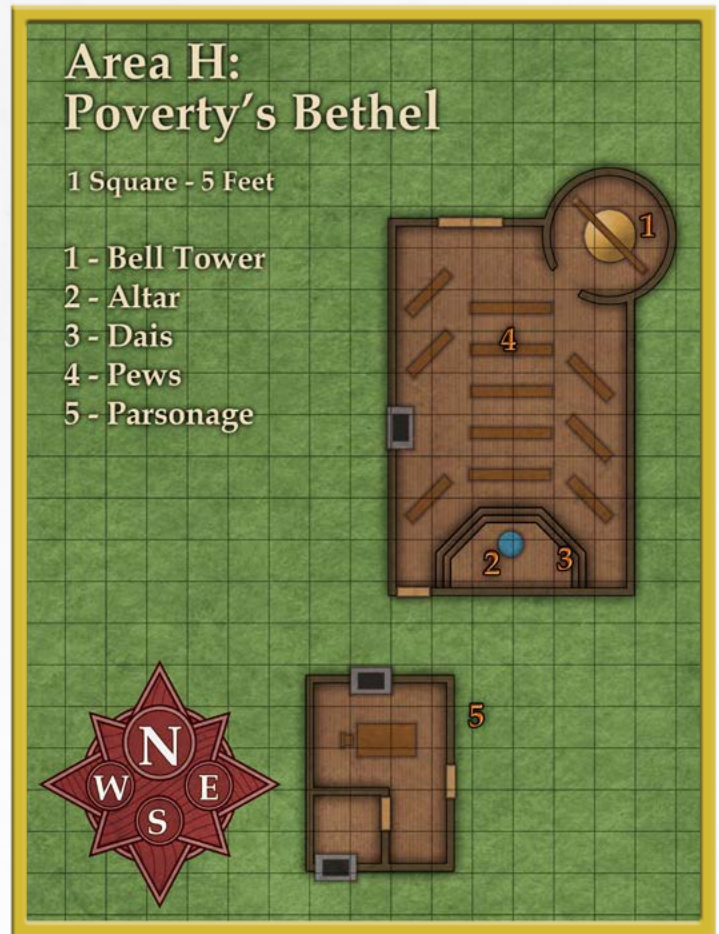 Area H:
Poverty's Bethel
1 Square - 5 Feet
1 - Bell Tower
2 - Altar
3 - Dais
4 - Pews
5 - Parsonage
1
4
2
3
5
N
W E
S